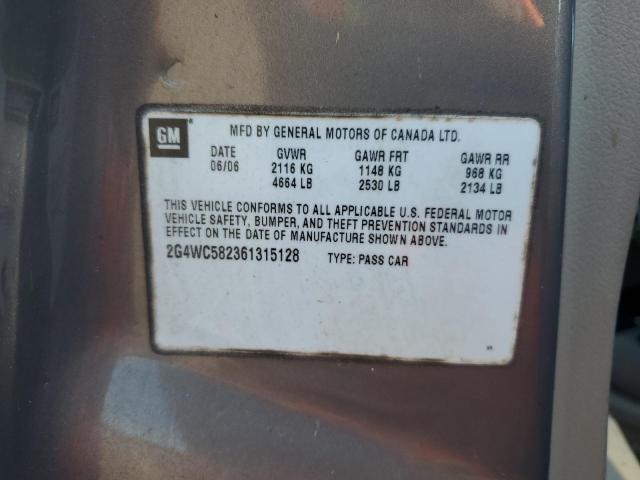 GM
MFD BY GENERAL MOTORS OF CANADA LTD.
DATE GVWR GAWR FRT GAWR RR
06/06 2116 KG 1148 KG 968 KG
4664 LB 2530 LB 2134 LB
THIS VEHICLE CONFORMS TO ALL APPLICABLE U.S. FEDERAL MOTOR
VEHICLE SAFETY, BUMPER, AND THEFT PREVENTION STANDARDS IN
EFFECT ON THE DATE OF MANUFACTURE SHOWN ABOVE.
2G4WC582361315128 TYPE: PASS CAR